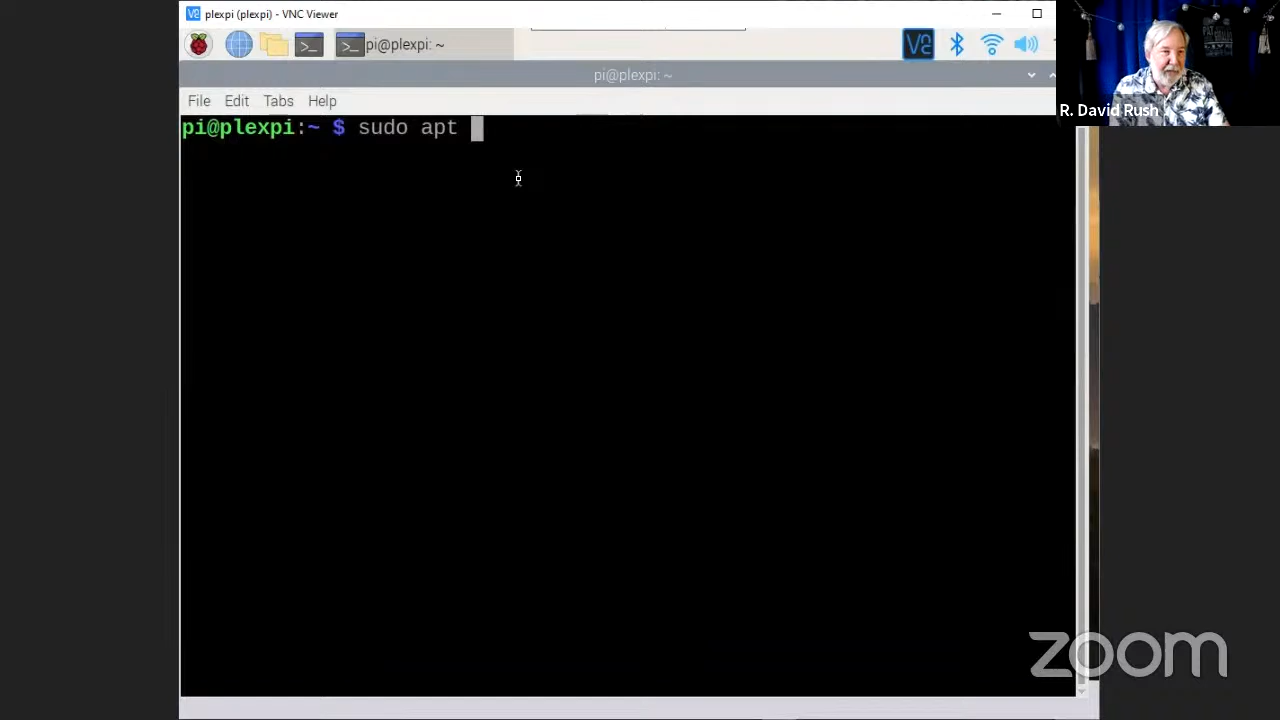 plexpi (plexpi) - VNC Viewer
pi@plexpi: ~
pi@plexpi: ~
File Edit Tabs Help
pi@plexpi:~ $ sudo apt
R. David Rush
zoom